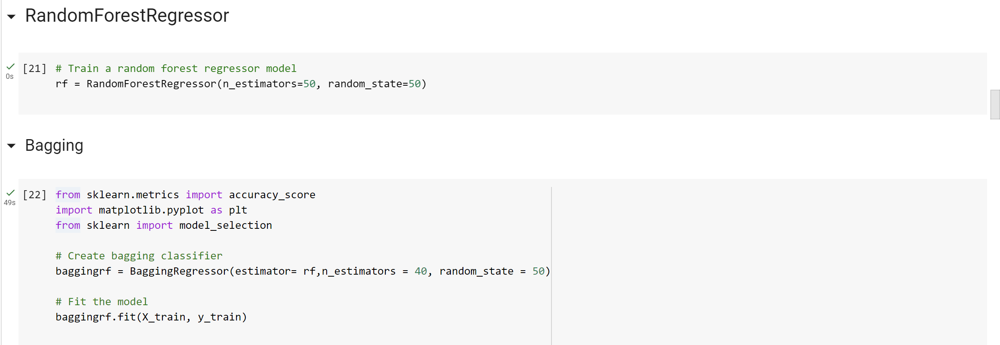 RandomForestRegressor
[21] # Train a random forest regressor model
0s
rf = RandomForestRegressor(n_estimators=50, random_state=50)
Bagging
[22] from sklearn.metrics import accuracy_score
49s
import matplotlib.pyplot as plt
from sklearn import model_selection
# Create bagging classifier
baggingrf = BaggingRegressor(estimator= rf,n_estimators = 40, random_state = 50)
# Fit the model
baggingrf.fit(X_train, y_train)